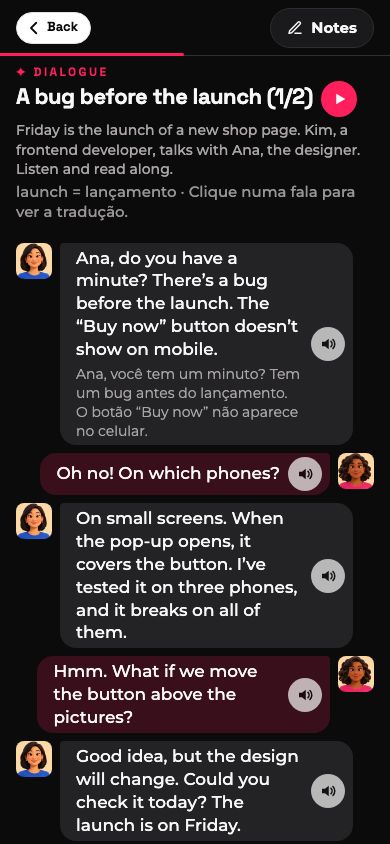 Back
Notes
✦ DIALOGUE
A bug before the launch (1/2)
Friday is the launch of a new shop page. Kim, a
frontend developer, talks with Ana, the designer.
Listen and read along.
launch = lançamento · Clique numa fala para
ver a tradução.
Ana, do you have a
minute? There’s a bug
before the launch. The
“Buy now” button doesn’t
show on mobile.
Ana, você tem um minuto? Tem
um bug antes do lançamento.
O botão “Buy now” não aparece
no celular.
Oh no! On which phones?
On small screens. When
the pop-up opens, it
covers the button. I’ve
tested it on three phones,
and it breaks on all of
them.
Hmm. What if we move
the button above the
pictures?
Good idea, but the design
will change. Could you
check it today? The
launch is on Friday.